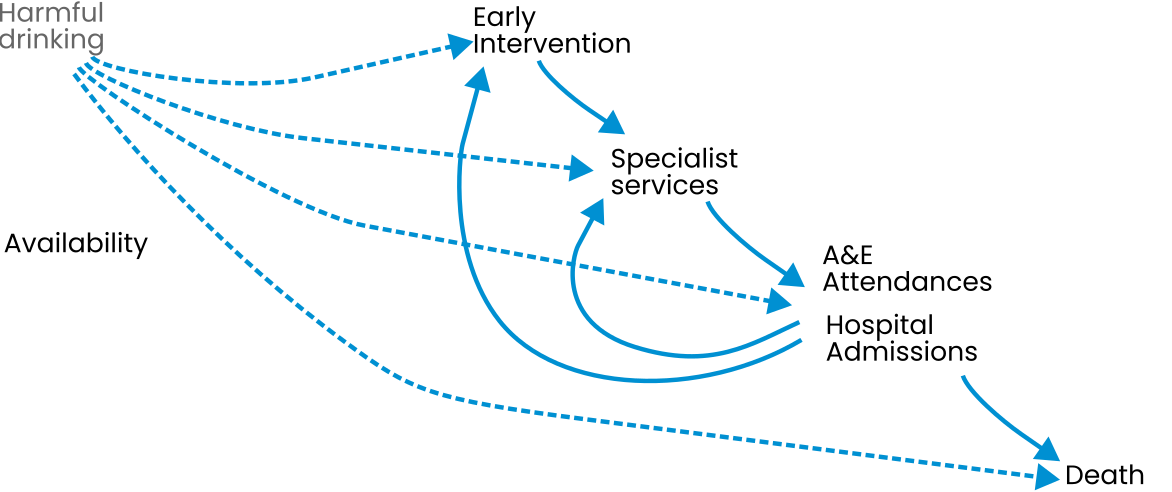 Harmful
drinking
Early
Intervention
Specialist
services
Availability
A&E
Attendances
Hospital
Admissions
Death